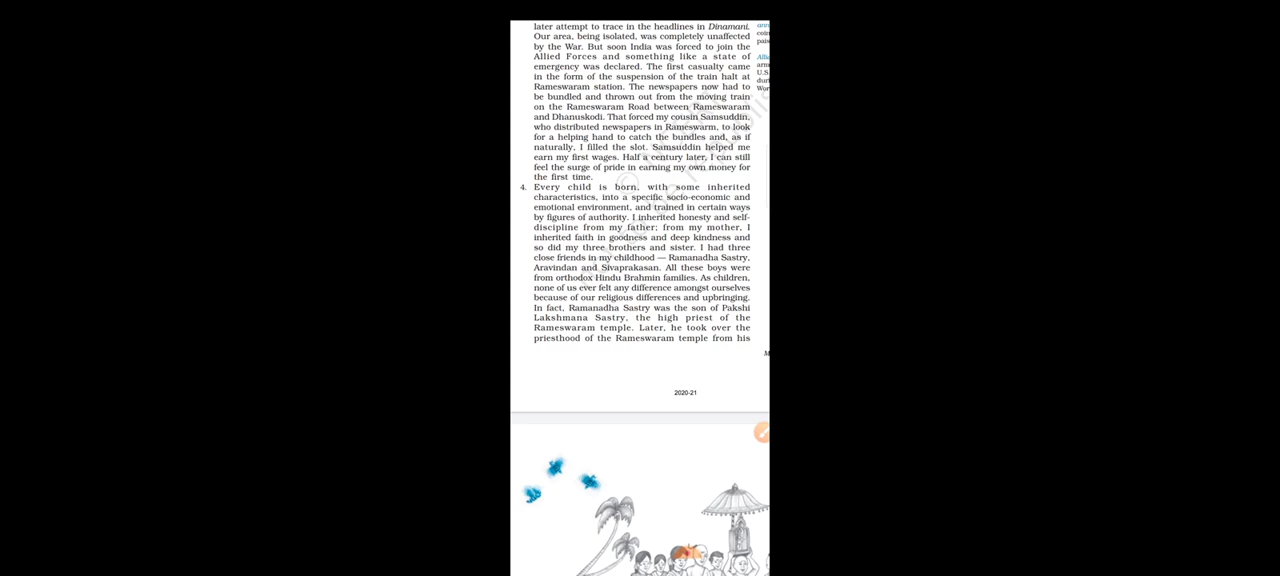 later attempt to trace in the headlines in Dinamani.
Our area, being isolated, was completely unaffected
by the War. But soon India was forced to join the
Allied Forces and something like a state of
emergency was declared. The first casualty came
in the form of the suspension of the train halt at
Rameswaram station. The newspapers now had to
be bundled and thrown out from the moving train
on the Rameswaram Road between Rameswaram
and Dhanuskodi. That forced my cousin Samsuddin,
who distributed newspapers in Rameswarm, to look
for a helping hand to catch the bundles and, as if
naturally, I filled the slot. Samsuddin helped me
earn my first wages. Half a century later, I can still
feel the surge of pride in earning my own money for
the first time.
4. Every child is born, with some inherited
characteristics, into a specific socio-economic and
emotional environment, and trained in certain ways
by figures of authority. I inherited honesty and self-
discipline from my father; from my mother, I
inherited faith in goodness and deep kindness and
so did my three brothers and sister. I had three
close friends in my childhood — Ramanadha Sastry,
Aravindan and Sivaprakasan. All these boys were
from orthodox Hindu Brahmin families. As children,
none of us ever felt any difference amongst ourselves
because of our religious differences and upbringing.
In fact, Ramanadha Sastry was the son of Pakshi
Lakshmana Sastry, the high priest of the
Rameswaram temple. Later, he took over the
priesthood of the Rameswaram temple from his
ann
coin
pais
Allie
arm
U.S.
duri
Wor
M
2020-21